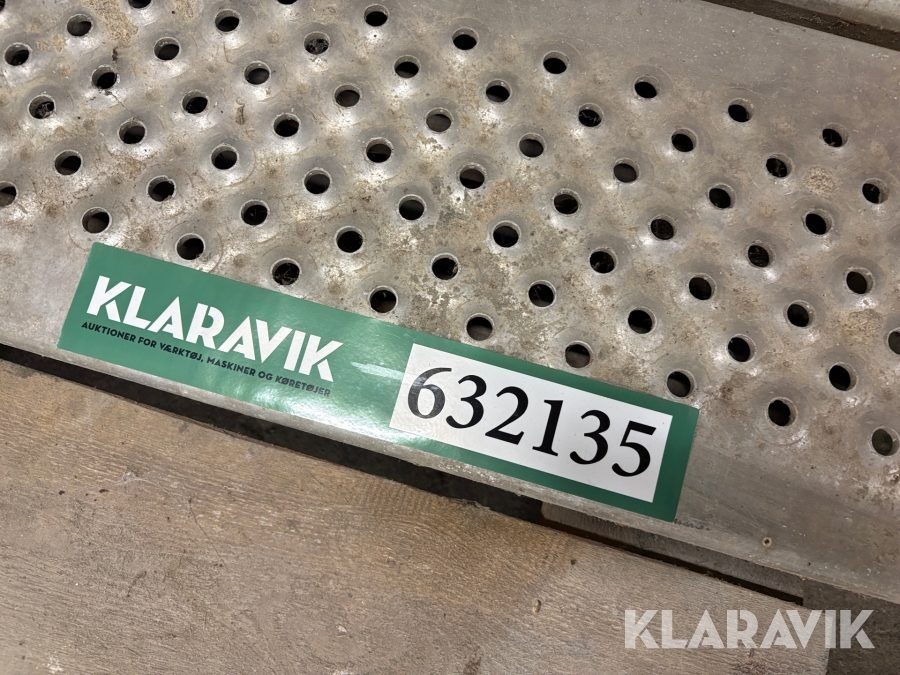 KLARAVIK
AUKTIONER FOR VÆRKTØJ, MASKINER OG KØRETØJER
632135
KLARAVIK